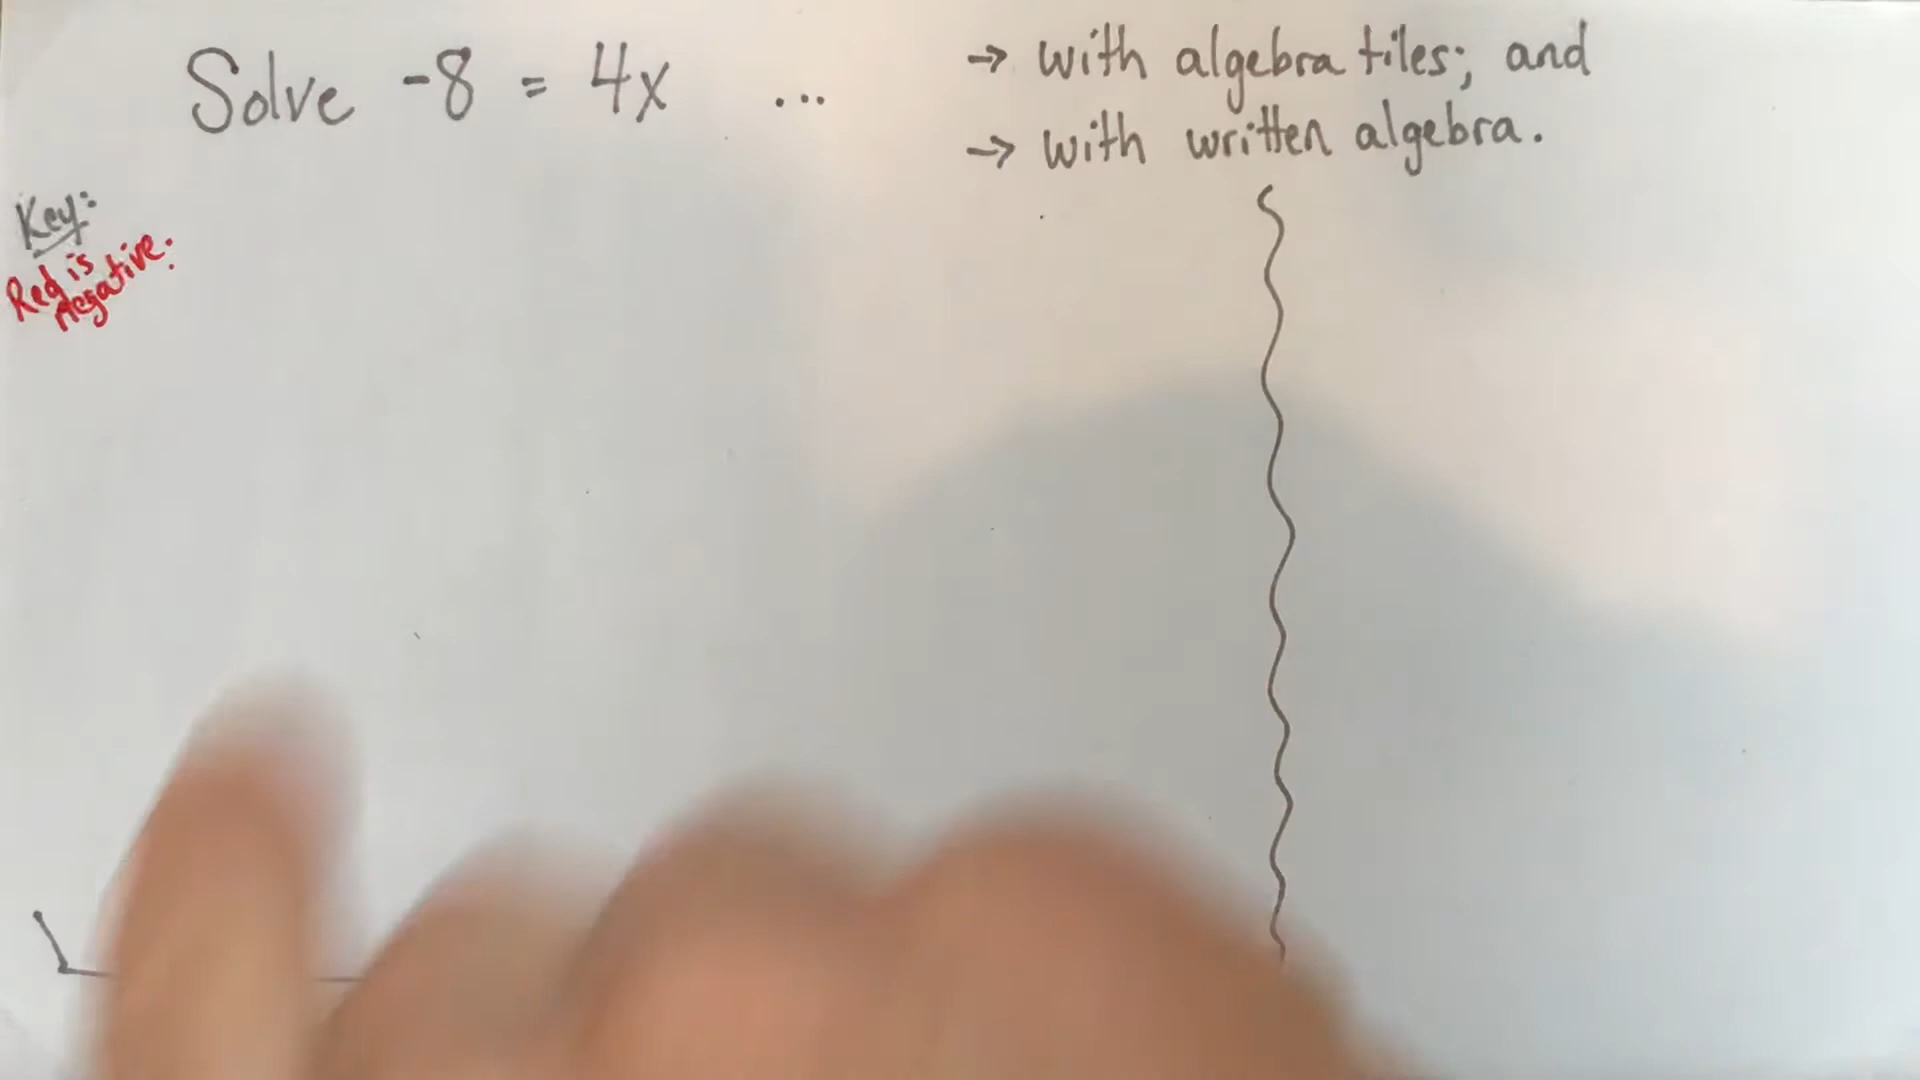 Solve -8 = 4x ...
→ with algebra tiles; and
→ with written algebra.
Key:
Red is
negative.